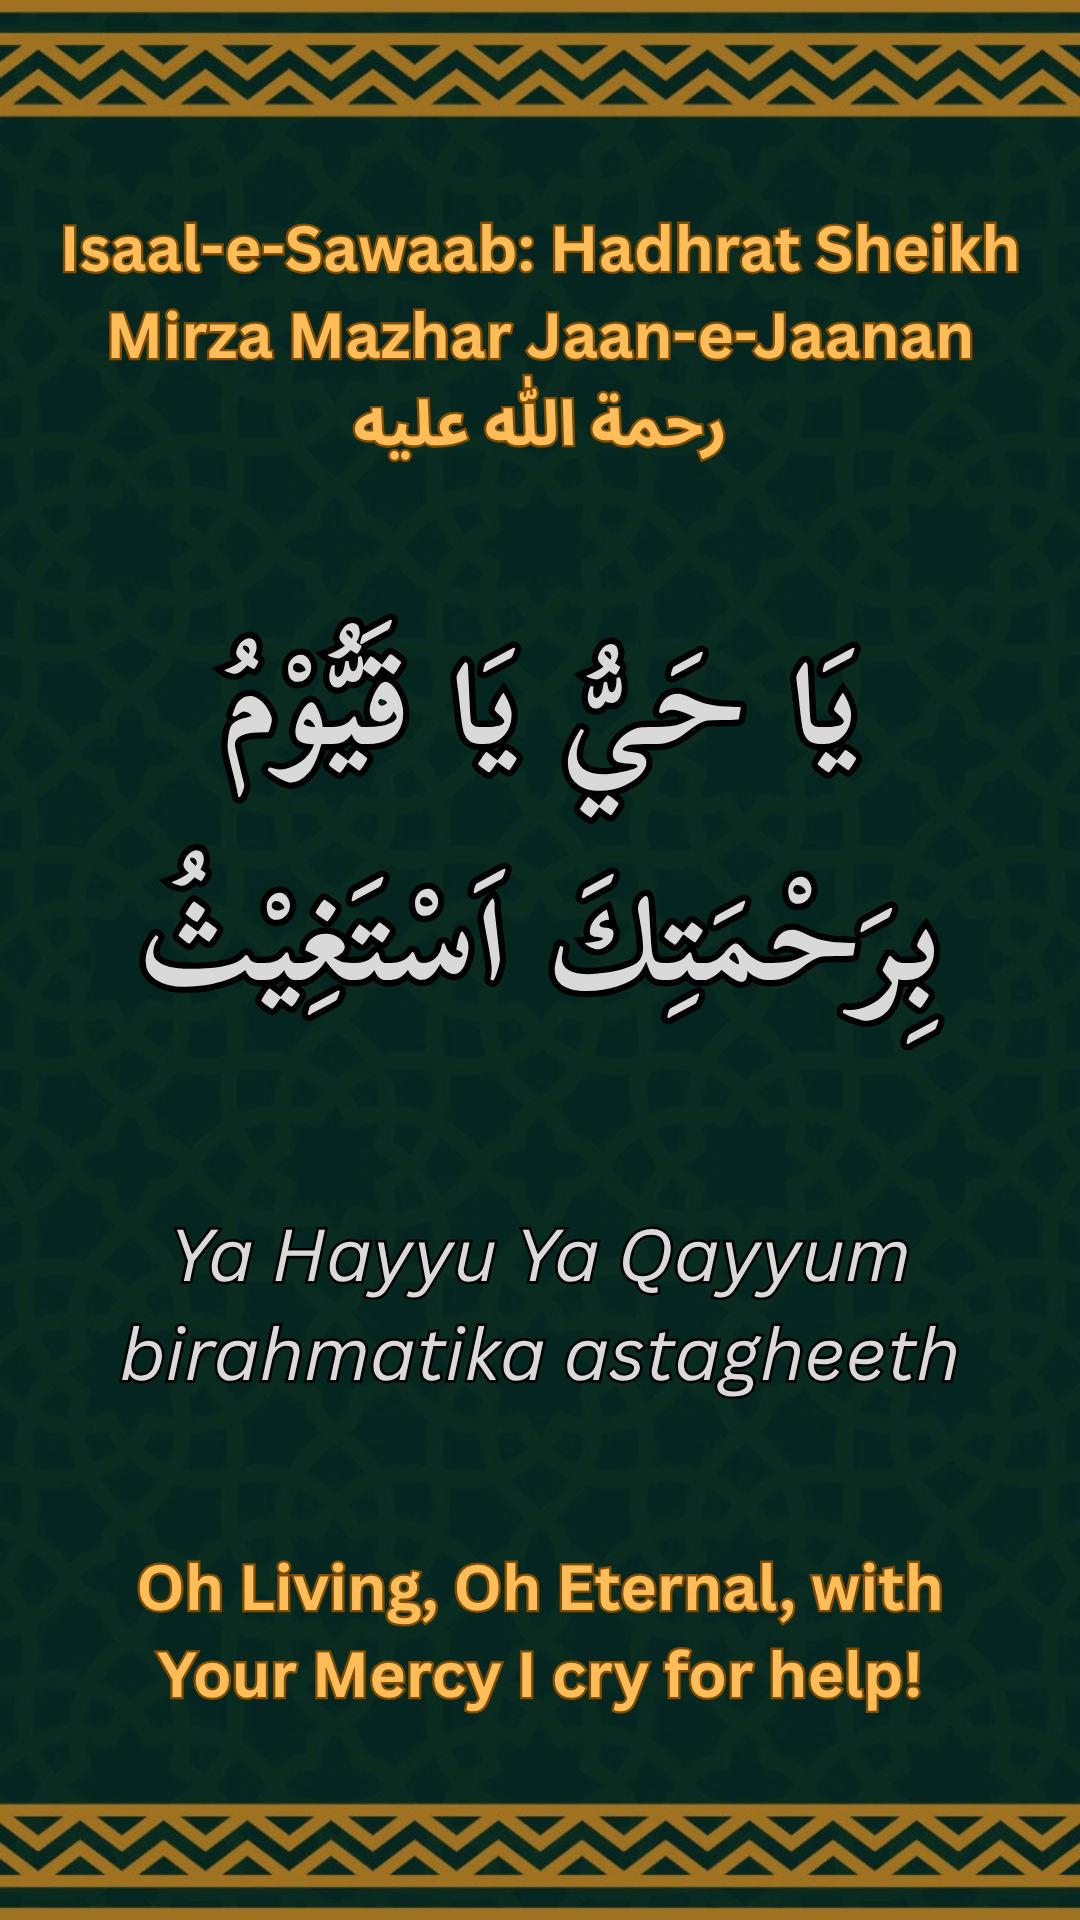 Isaal-e-Sawaab: Hadhrat Sheikh
Mirza Mazhar Jaan-e-Jaanan
رحمة الله عليه
يَا حَيُّ يَا قَيُّوْمُ
بِرَحْمَتِكَ اَسْتَغِيْثُ
Ya Hayyu Ya Qayyum
birahmatika astagheeth
Oh Living, Oh Eternal, with
Your Mercy I cry for help!